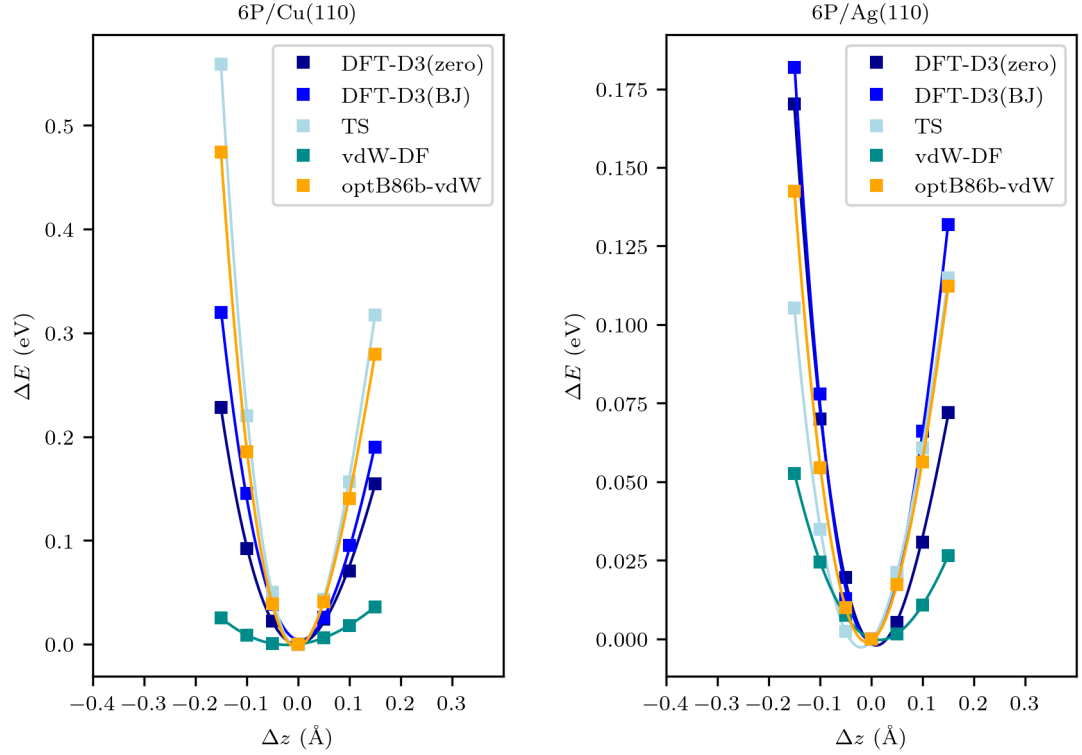 6P/Cu(110)
DFT-D3(zero)
DFT-D3(BJ)
TS
vdW-DF
optB86b-vdW
ΔE (eV)
0.5
0.4
0.3
0.2
0.1
0.0
−0.4 −0.3 −0.2 −0.1 0.0 0.1 0.2 0.3
Δz (Å)
6P/Ag(110)
DFT-D3(zero)
DFT-D3(BJ)
TS
vdW-DF
optB86b-vdW
ΔE (eV)
0.175
0.150
0.125
0.100
0.075
0.050
0.025
0.000
−0.4 −0.3 −0.2 −0.1 0.0 0.1 0.2 0.3
Δz (Å)